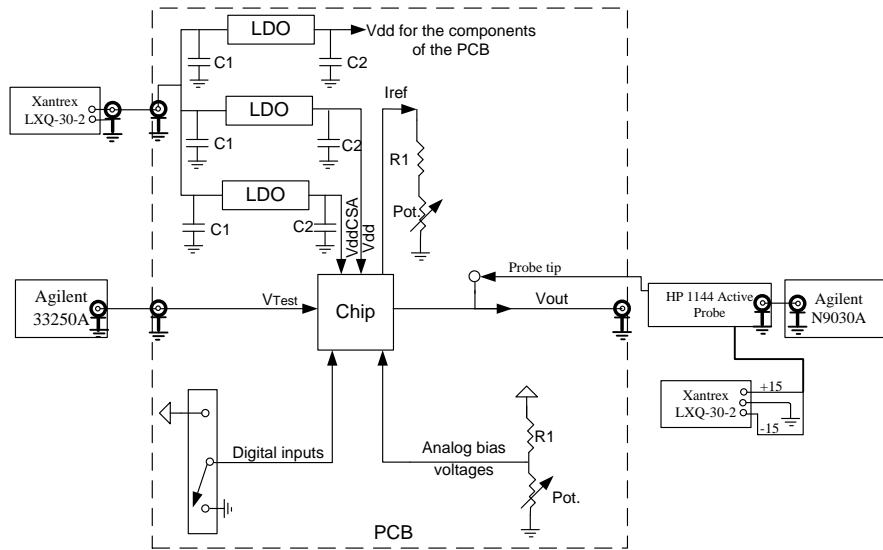 LDO
Vdd for the components
of the PCB
C1
C2
Xantrex
LXQ-30-2
LDO
Iref
C1
C2
R1
LDO
Pot.
C1
C2
VddCSA
Vdd
Probe tip
Agilent
33250A
VTest
Chip
Vout
HP 1144 Active
Probe
Agilent
N9030A
Xantrex
LXQ-30-2
+15
-15
R1
Digital inputs
Analog bias
voltages
Pot.
PCB